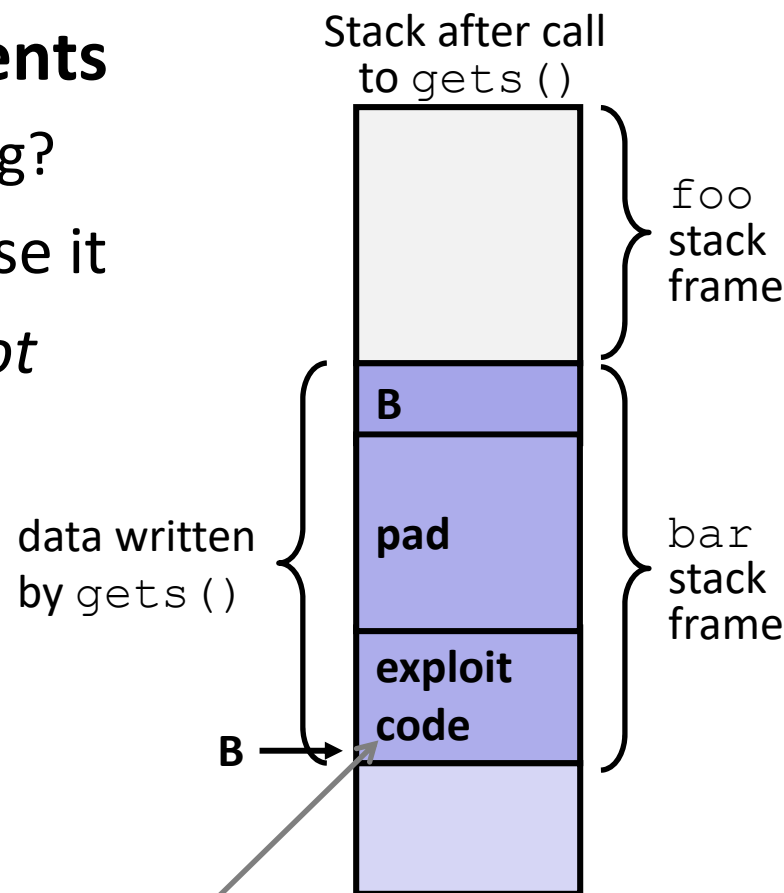 ents
g?
se it
ot
Stack after call
to gets()
foo
stack
frame
B
pad
exploit
code
data written
by gets()
B
bar
stack
frame